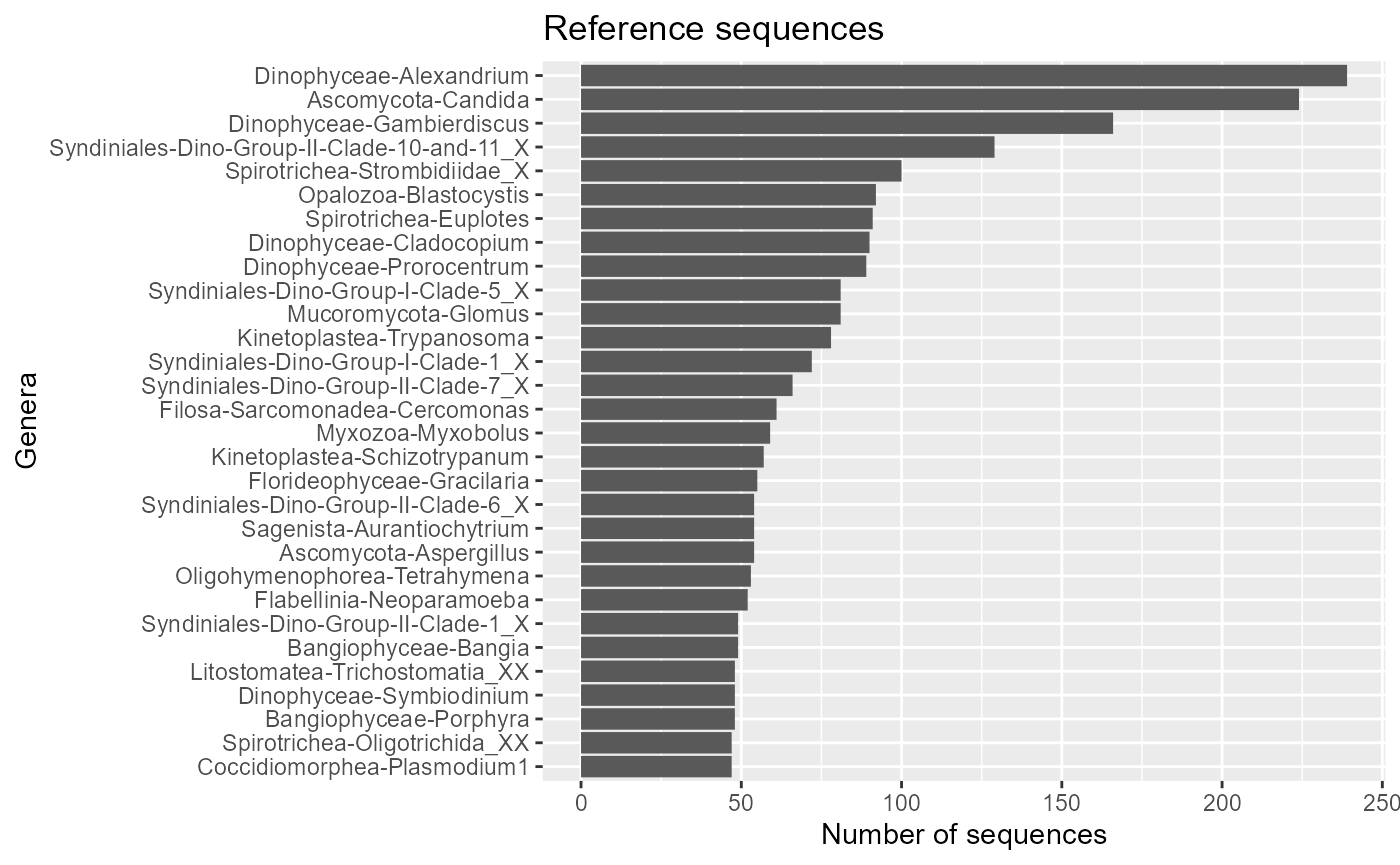 Reference sequences
Dinophyceae-Alexandrium
Ascomycota-Candida
Dinophyceae-Gambierdiscus
Syndiniales-Dino-Group-II-Clade-10-and-11_X
Spirotrichea-Strombidiidae_X
Opalozoa-Blastocystis
Spirotrichea-Euplotes
Dinophyceae-Cladocopium
Dinophyceae-Prorocentrum
Syndiniales-Dino-Group-I-Clade-5_X
Mucoromycota-Glomus
Kinetoplastea-Trypanosoma
Syndiniales-Dino-Group-I-Clade-1_X
Syndiniales-Dino-Group-II-Clade-7_X
Filosa-Sarcomonadea-Cercomonas
Myxozoa-Myxobolus
Kinetoplastea-Schizotrypanum
Florideophyceae-Gracilaria
Syndiniales-Dino-Group-II-Clade-6_X
Sagenista-Aurantiochytrium
Ascomycota-Aspergillus
Oligohymenophorea-Tetrahymena
Flabellinia-Neoparamoeba
Syndiniales-Dino-Group-II-Clade-1_X
Bangiophyceae-Bangia
Litostomatea-Trichostomatia_XX
Dinophyceae-Symbiodinium
Bangiophyceae-Porphyra
Spirotrichea-Oligotrichida_XX
Coccidiomorphea-Plasmodium1
Genera
0 50 100 150 200 250
Number of sequences